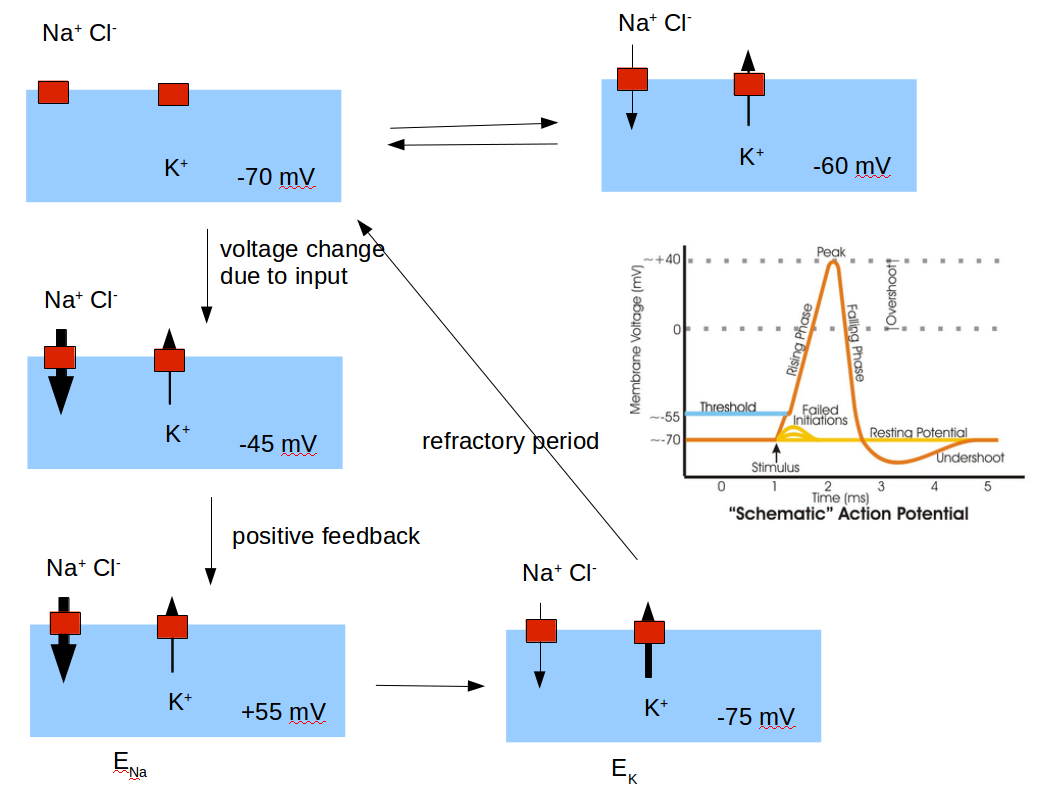 Na⁺ Cl⁻
K⁺
-70 mV
Na⁺ Cl⁻
K⁺
-60 mV
voltage change
due to input
Na⁺ Cl⁻
K⁺
-45 mV
refractory period
positive feedback
Na⁺ Cl⁻
K⁺
+55 mV
E_Na
Na⁺ Cl⁻
K⁺
-75 mV
E_K
Membrane Voltage (mV)
~+40
0
~-55
~-70
Peak
Overshoot
Rising Phase
Falling Phase
Threshold
Failed
Initiations
Resting Potential
Stimulus
Undershoot
0 1 2 3 4 5
Time (ms)
“Schematic” Action Potential